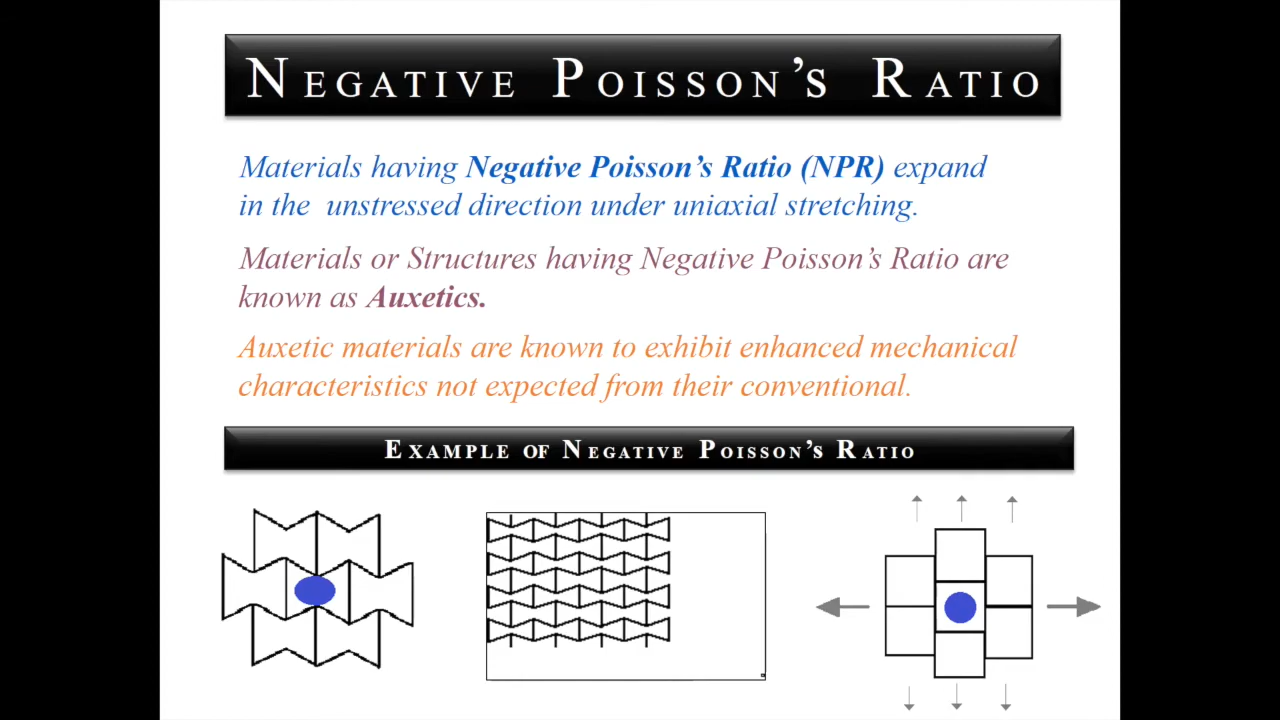 NEGATIVE POISSON'S RATIO
Materials having Negative Poisson's Ratio (NPR) expand
in the unstressed direction under uniaxial stretching.
Materials or Structures having Negative Poisson's Ratio are
known as Auxetics.
Auxetic materials are known to exhibit enhanced mechanical
characteristics not expected from their conventional.
EXAMPLE OF NEGATIVE POISSON'S RATIO